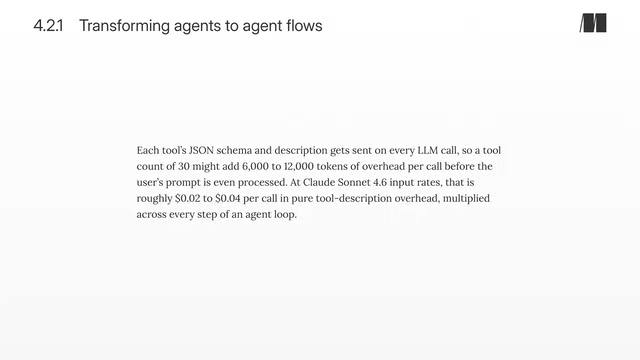 4.2.1 Transforming agents to agent flows
Each tool’s JSON schema and description gets sent on every LLM call, so a tool
count of 30 might add 6,000 to 12,000 tokens of overhead per call before the
user’s prompt is even processed. At Claude Sonnet 4.6 input rates, that is
roughly $0.02 to $0.04 per call in pure tool-description overhead, multiplied
across every step of an agent loop.